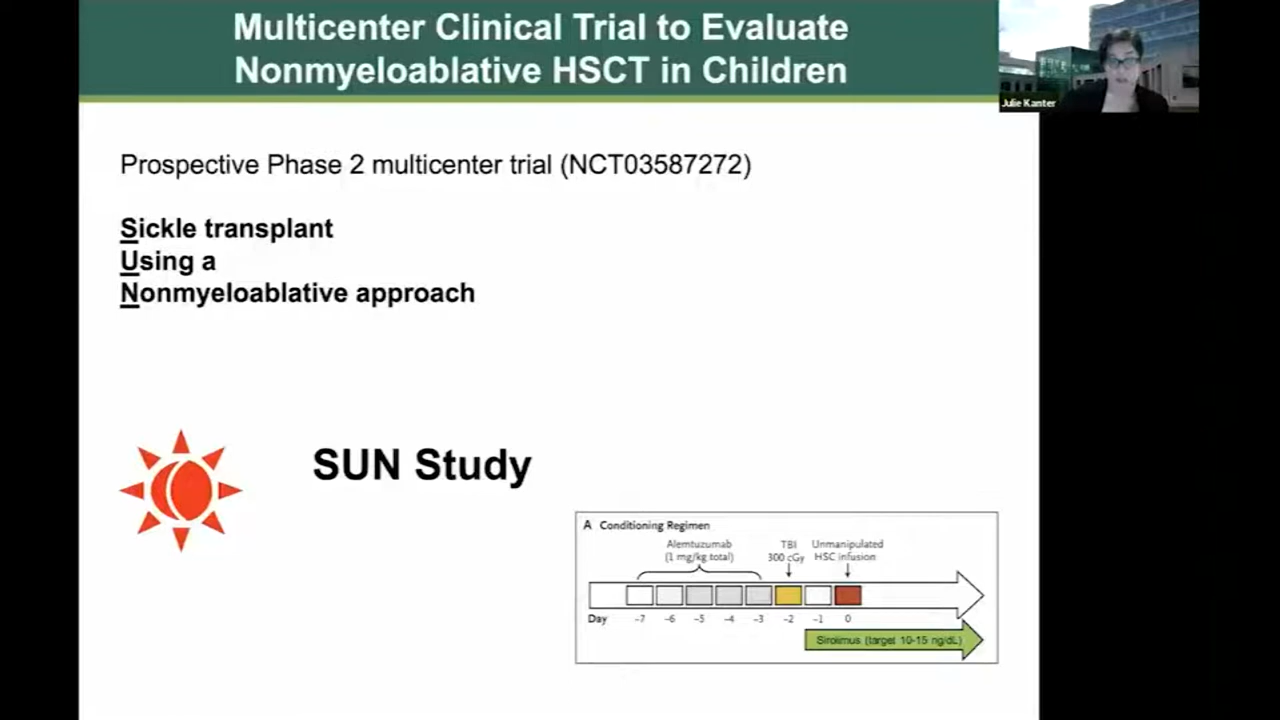 Multicenter Clinical Trial to Evaluate
Nonmyeloablative HSCT in Children
Julie Kanter
Prospective Phase 2 multicenter trial (NCT03587272)
Sickle transplant
Using a
Nonmyeloablative approach
SUN Study
A Conditioning Regimen
Alemtuzumab
(1 mg/kg total)
TBI
300 cGy
Unmanipulated
HSC infusion
Day -7 -6 -5 -4 -3 -2 -1 0
Sirolimus (target 10-15 ng/dL)